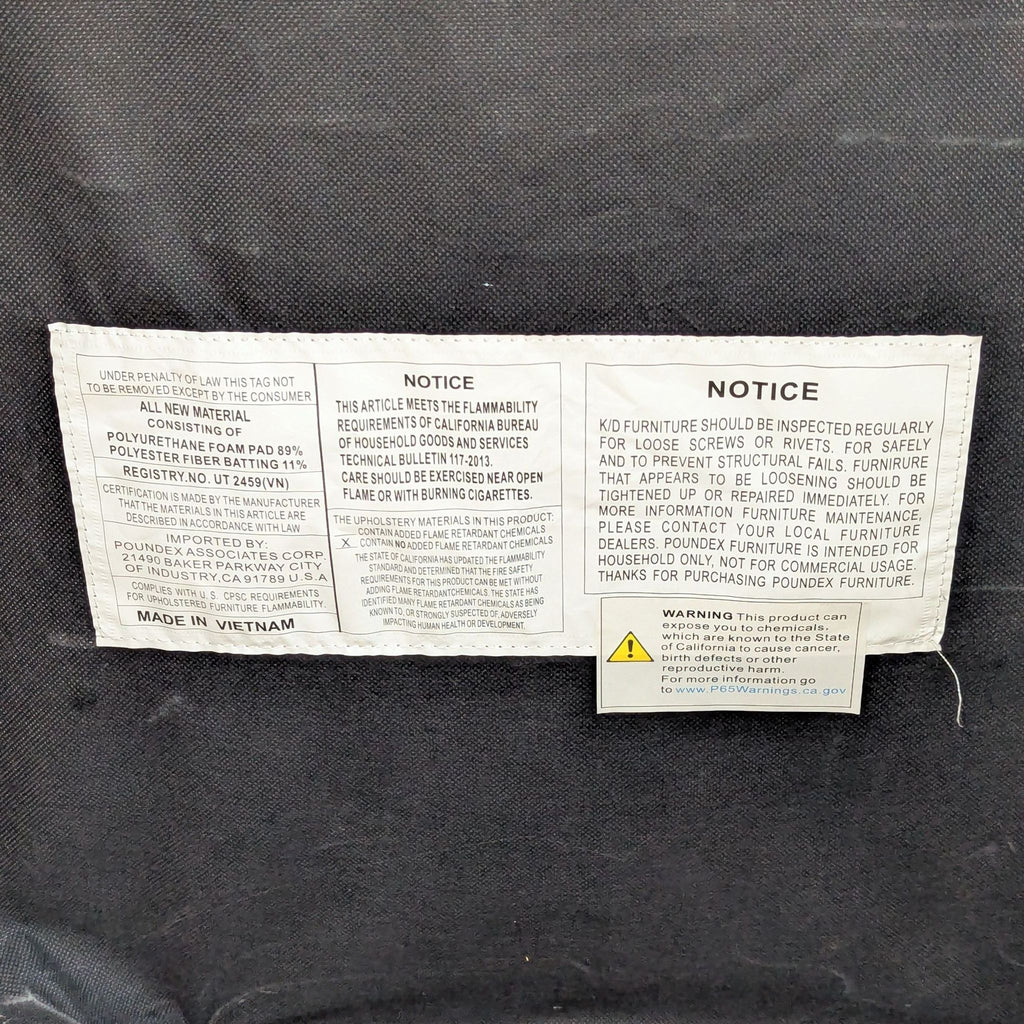 UNDER PENALTY OF LAW THIS TAG NOT
TO BE REMOVED EXCEPT BY THE CONSUMER
ALL NEW MATERIAL
CONSISTING OF
POLYURETHANE FOAM PAD 89%
POLYESTER FIBER BATTING 11%
REGISTRY.NO. UT 2459(VN)
CERTIFICATION IS MADE BY THE MANUFACTURER
THAT THE MATERIALS IN THIS ARTICLE ARE
DESCRIBED IN ACCORDANCE WITH LAW
IMPORTED BY:
POUNDEX ASSOCIATES CORP.
21490 BAKER PARKWAY CITY
OF INDUSTRY,CA 91789 U.S.A
COMPLIES WITH U.S. CPSC REQUIREMENTS
FOR UPHOLSTERED FURNITURE FLAMMABILITY.
MADE IN VIETNAM
NOTICE
THIS ARTICLE MEETS THE FLAMMABILITY
REQUIREMENTS OF CALIFORNIA BUREAU
OF HOUSEHOLD GOODS AND SERVICES
TECHNICAL BULLETIN 117-2013.
CARE SHOULD BE EXERCISED NEAR OPEN
FLAME OR WITH BURNING CIGARETTES.
THE UPHOLSTERY MATERIALS IN THIS PRODUCT:
CONTAIN ADDED FLAME RETARDANT CHEMICALS
X CONTAIN NO ADDED FLAME RETARDANT CHEMICALS
THE STATE OF CALIFORNIA HAS UPDATED THE FLAMMABILITY
STANDARD AND DETERMINED THAT THE FIRE SAFETY
REQUIREMENTS FOR THIS PRODUCT CAN BE MET WITHOUT
ADDING FLAME RETARDANTCHEMICALS. THE STATE HAS
IDENTIFIED MANY FLAME RETARDANT CHEMICALS AS BEING
KNOWN TO, OR STRONGLY SUSPECTED OF, ADVERSELY
IMPACTING HUMAN HEALTH OR DEVELOPMENT.
NOTICE
K/D FURNITURE SHOULD BE INSPECTED REGULARLY
FOR LOOSE SCREWS OR RIVETS. FOR SAFELY
AND TO PREVENT STRUCTURAL FAILS. FURNIRURE
THAT APPEARS TO BE LOOSENING SHOULD BE
TIGHTENED UP OR REPAIRED IMMEDIATELY. FOR
MORE INFORMATION FURNITURE MAINTENANCE,
PLEASE CONTACT YOUR LOCAL FURNITURE
DEALERS. POUNDEX FURNITURE IS INTENDED FOR
HOUSEHOLD ONLY, NOT FOR COMMERCIAL USAGE.
THANKS FOR PURCHASING POUNDEX FURNITURE.
WARNING This product can
expose you to chemicals,
which are known to the State
of California to cause cancer,
birth defects or other
reproductive harm.
For more information go
to www.P65Warnings.ca.gov